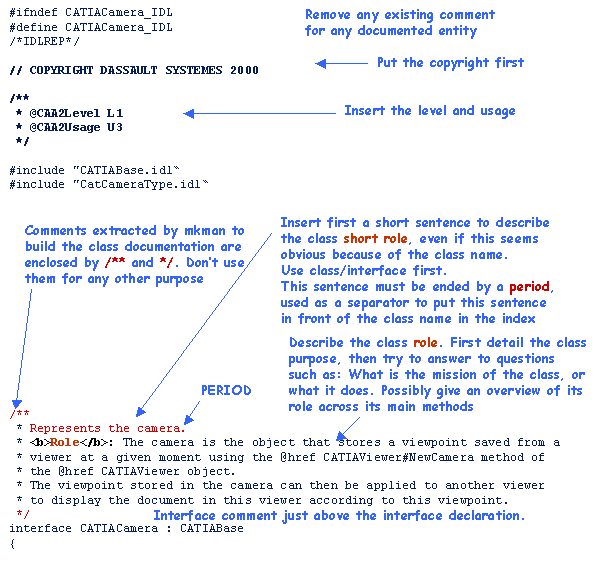 #ifndef CATIACamera_IDL
#define CATIACamera_IDL
/*IDLREP*/
Remove any existing comment
for any documented entity
// COPYRIGHT DASSAULT SYSTEMES 2000
Put the copyright first
/**
* @CAA2Level L1
* @CAA2Usage U3
*/
Insert the level and usage
#include "CATIABase.idl"
#include "CatCameraType.idl"
Comments extracted by mkman to
build the class documentation are
enclosed by /** and */. Don't use
them for any other purpose
Insert first a short sentence to describe
the class short role, even if this seems
obvious because of the class name.
Use class/interface first.
This sentence must be ended by a period,
used as a separator to put this sentence
in front of the class name in the index
Describe the class role. First detail the class
purpose, then try to answer to questions
such as: What is the mission of the class, or
what it does. Possibly give an overview of its
role across its main methods
PERIOD
/**
* Represents the camera.
* <b>Role</b>: The camera is the object that stores a viewpoint saved from a
* viewer at a given moment using the @href CATIAViewer#NewCamera method of
* the @href CATIAViewer object.
* The viewpoint stored in the camera can then be applied to another viewer
* to display the document in this viewer according to this viewpoint.
*/
Interface comment just above the interface declaration.
interface CATIACamera : CATIABase
{